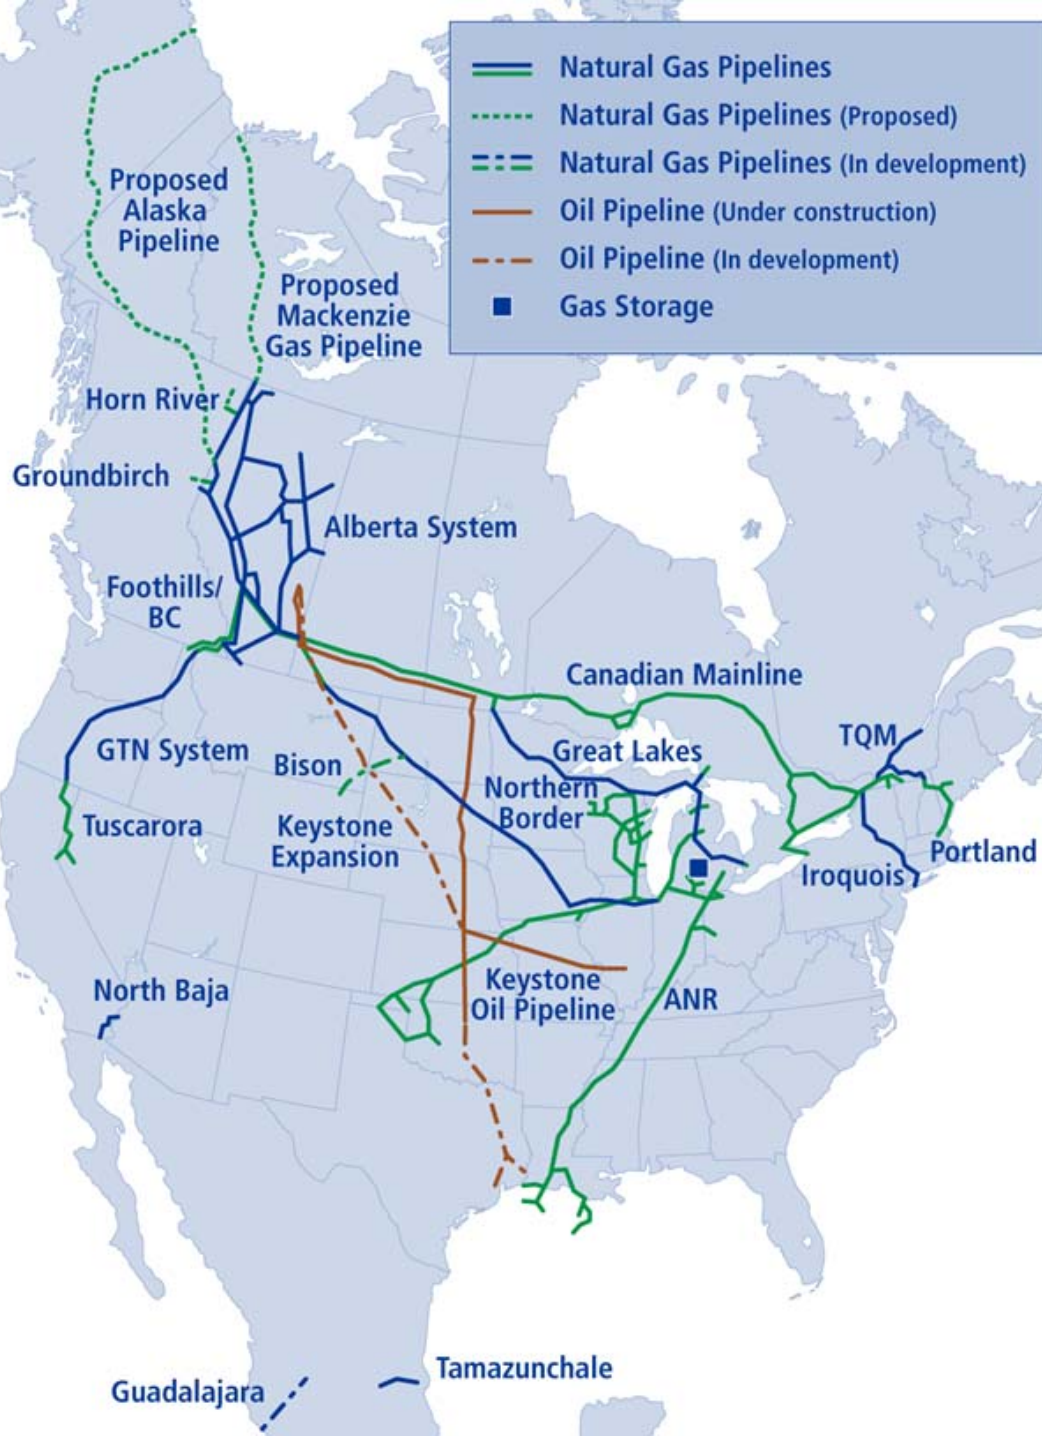 Natural Gas Pipelines
Natural Gas Pipelines (Proposed)
Natural Gas Pipelines (In development)
Oil Pipeline (Under construction)
Oil Pipeline (In development)
Gas Storage
Proposed
Alaska
Pipeline
Proposed
Mackenzie
Gas Pipeline
Horn River
Groundbirch
Alberta System
Foothills/
BC
Canadian Mainline
TQM
GTN System
Bison
Great Lakes
Northern
Border
Tuscarora
Keystone
Expansion
Portland
Iroquois
North Baja
Keystone
Oil Pipeline
ANR
Tamazunchale
Guadalajara